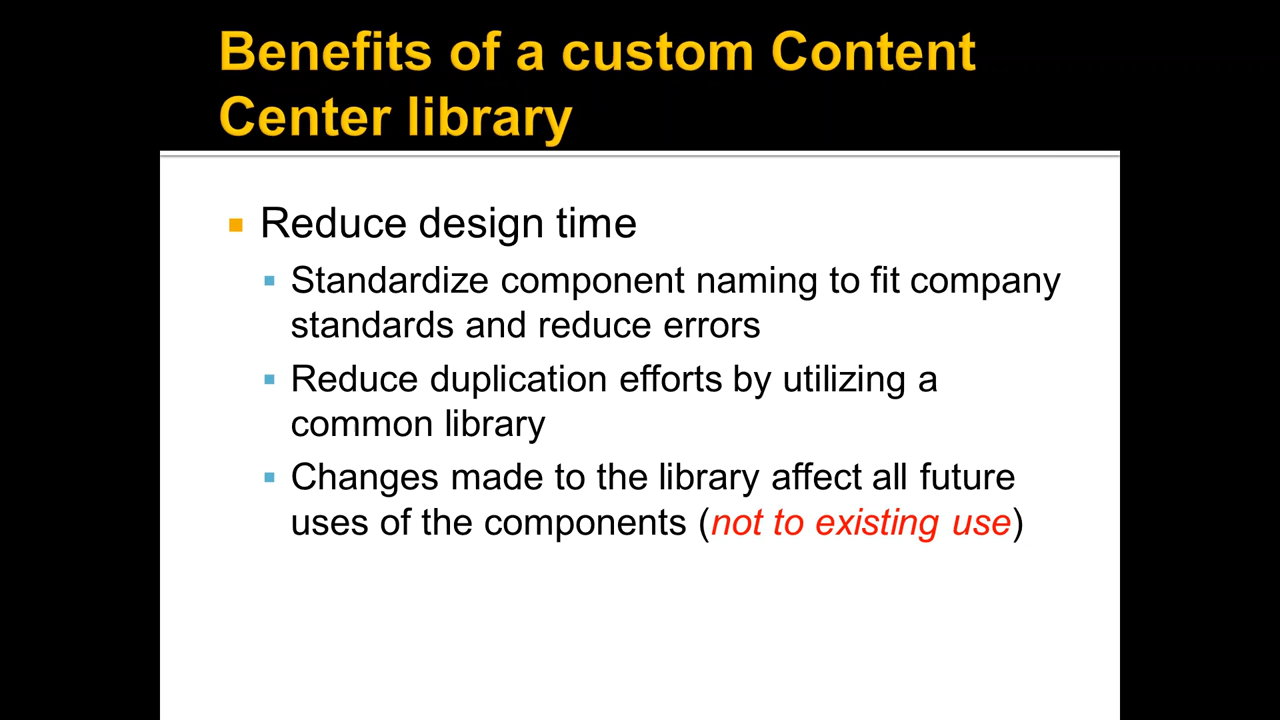 Benefits of a custom Content
Center library
Reduce design time
Standardize component naming to fit company
standards and reduce errors
Reduce duplication efforts by utilizing a
common library
Changes made to the library affect all future
uses of the components (not to existing use)